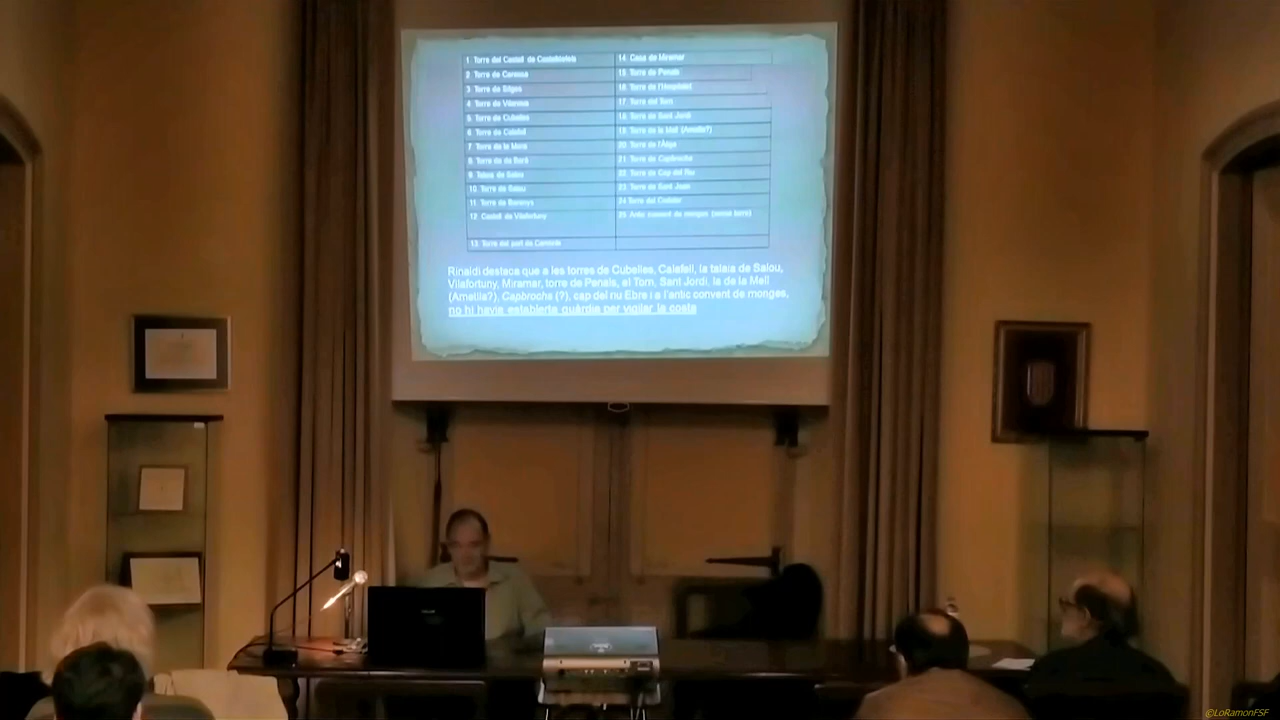 1 Torre del Castell de Castelldefels
2 Torre de Canessa
3 Torre de Sitges
4 Torre de Vilanova
5 Torre de Cubelles
6 Torre de Calafell
7 Torre de la Mora
8 Torre de de Barà
9 Talaia de Salou
10 Torre de Salou
11 Torre de Barenys
12 Castell de Vilafortuny
13 Torre del port de Cambrils
14 Casa de Miramar
15 Torre de Penals
16 Torre de l'Hospitalet
17 Torre del Torn
18 Torre de Sant Jordi
19 Torre de la Mell (Amella?)
20 Torre de l'Àliga
21 Torre de Capbrochs
22 Torre de Cap del Riu
23 Torre de Sant Joan
24 Torre del Codolar
25 Antic convent de monges (sense torre)
Rinaldi destaca que a les torres de Cubelles, Calafell, la talaia de Salou,
Vilafortuny, Miramar, torre de Penals, el Torn, Sant Jordi, la de la Mell
(Amellla?), Capbrochs (?), cap del riu Ebre i a l'antic convent de monges,
no hi havia establerta guàrdia per vigilar la costa
©LoRamonFSF